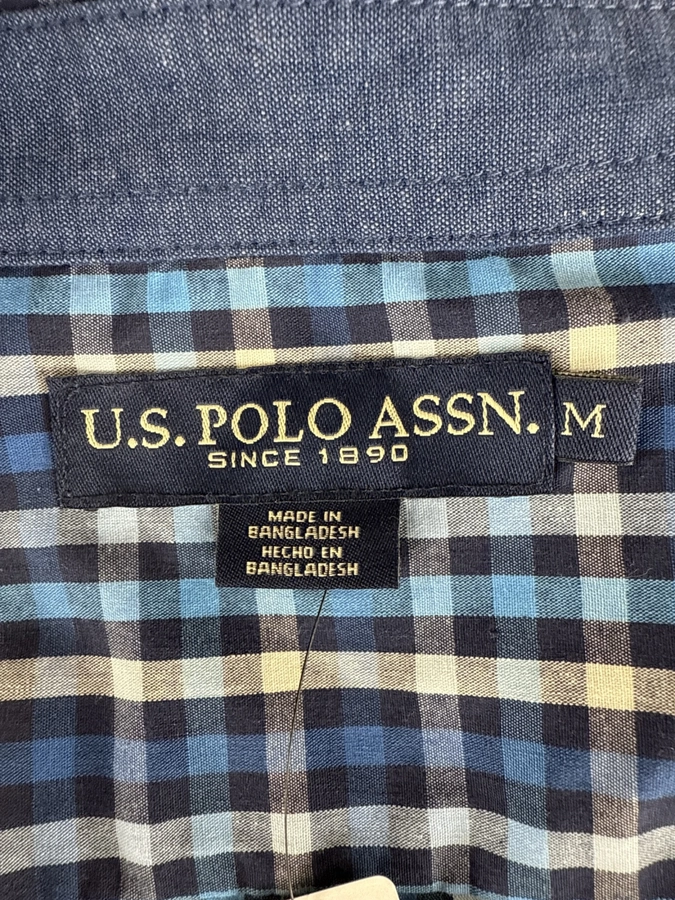 U.S. POLO ASSN. M
SINCE 1890
MADE IN
BANGLADESH
HECHO EN
BANGLADESH